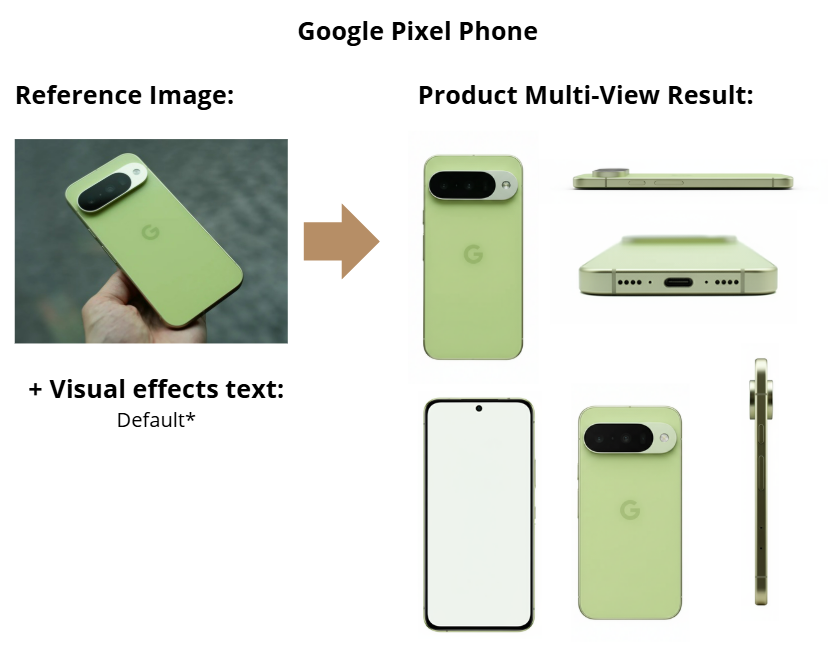 Google Pixel Phone
Reference Image:
Product Multi-View Result:
G
G
G
+ Visual effects text:
Default*